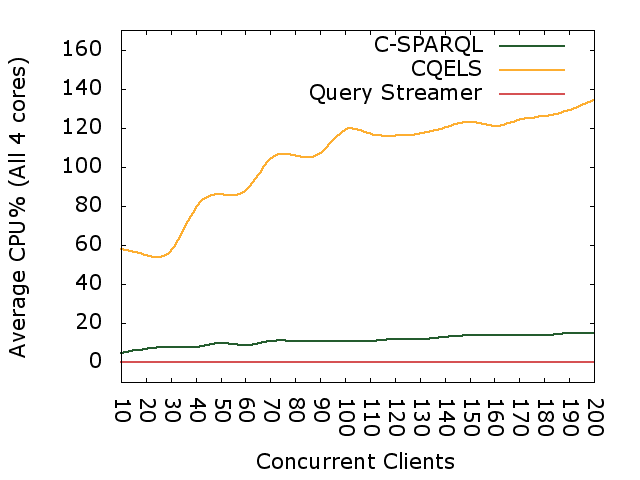 C-SPARQL
CQELS
Query Streamer
Average CPU% (All 4 cores)
160
140
120
100
80
60
40
20
0
10 20 30 40 50 60 70 80 90 100 110 120 130 140 150 160 170 180 190 200
Concurrent Clients